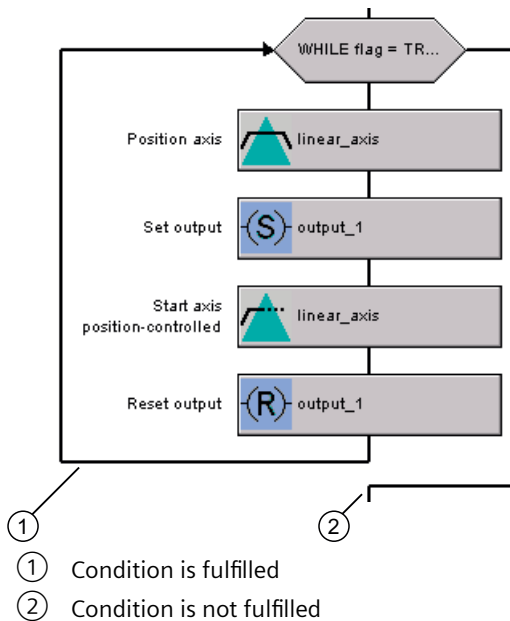 WHILE flag = TR...
Position axis
linear_axis
Set output
(S)
output_1
Start axis
position-controlled
linear_axis
Reset output
(R)
output_1
1
2
1 Condition is fulfilled
2 Condition is not fulfilled